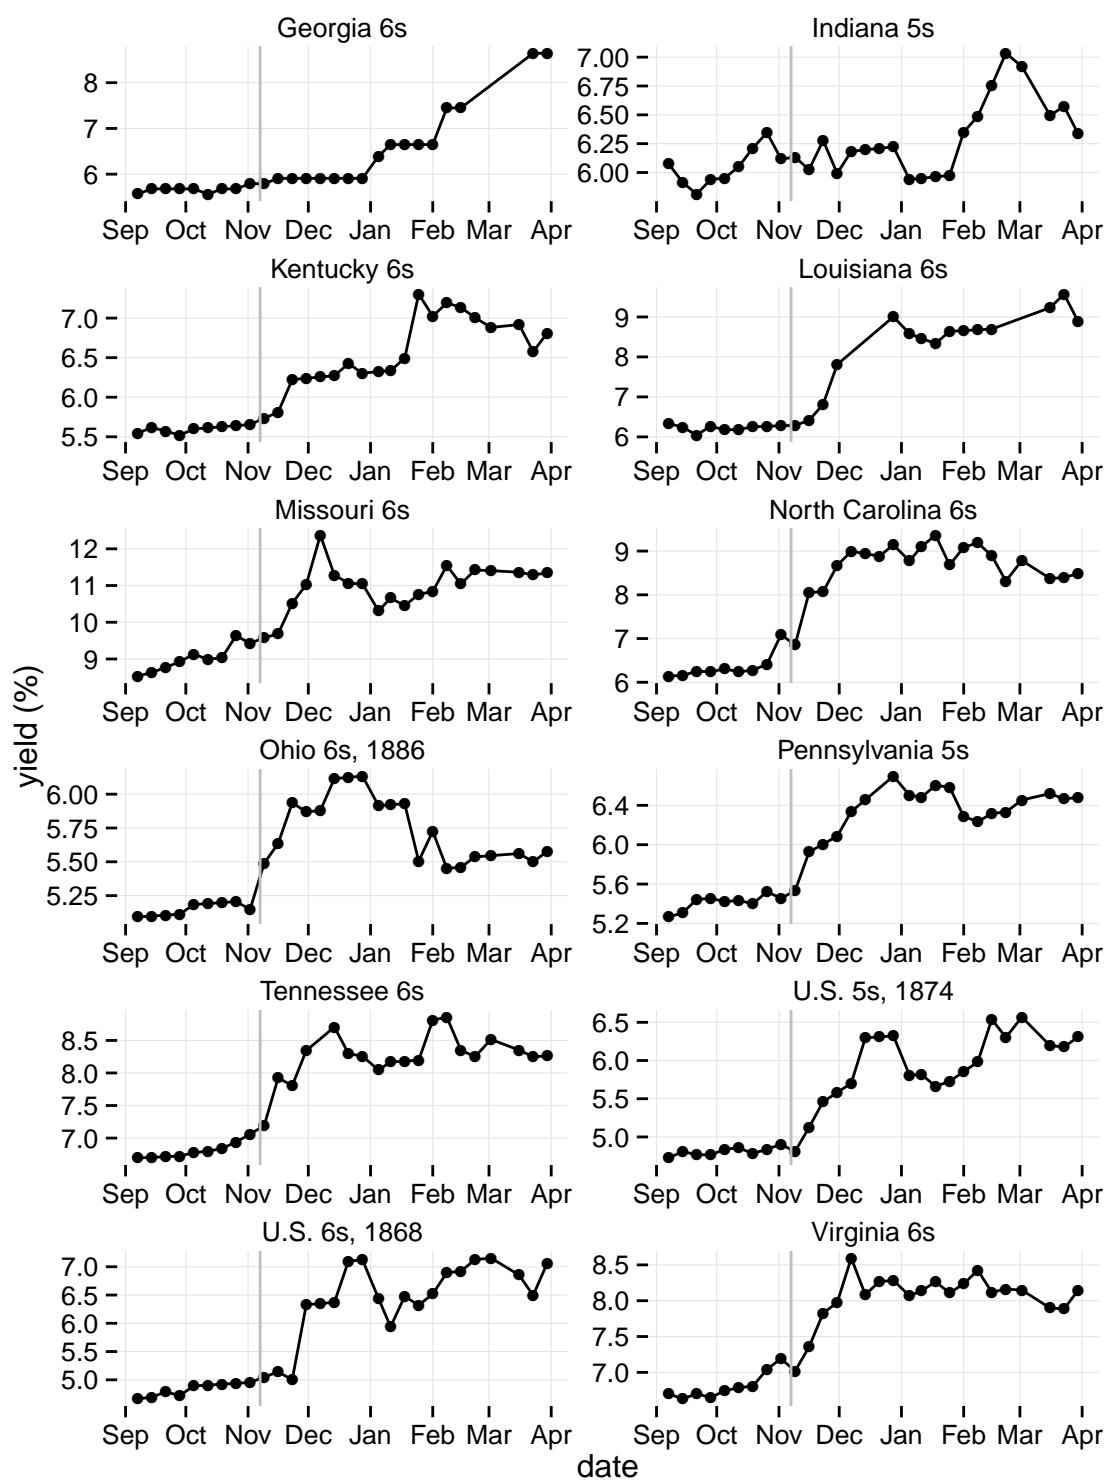 Georgia 6s
8
7
6
Sep Oct Nov Dec Jan Feb Mar Apr
Indiana 5s
7.00
6.75
6.50
6.25
6.00
Sep Oct Nov Dec Jan Feb Mar Apr
Kentucky 6s
7.0
6.5
6.0
5.5
Sep Oct Nov Dec Jan Feb Mar Apr
Louisiana 6s
9
8
7
6
Sep Oct Nov Dec Jan Feb Mar Apr
Missouri 6s
12
11
10
9
Sep Oct Nov Dec Jan Feb Mar Apr
North Carolina 6s
9
8
7
6
Sep Oct Nov Dec Jan Feb Mar Apr
yield (%)
Ohio 6s, 1886
6.00
5.75
5.50
5.25
Sep Oct Nov Dec Jan Feb Mar Apr
Pennsylvania 5s
6.4
6.0
5.6
5.2
Sep Oct Nov Dec Jan Feb Mar Apr
Tennessee 6s
8.5
8.0
7.5
7.0
Sep Oct Nov Dec Jan Feb Mar Apr
U.S. 5s, 1874
6.5
6.0
5.5
5.0
Sep Oct Nov Dec Jan Feb Mar Apr
U.S. 6s, 1868
7.0
6.5
6.0
5.5
5.0
Sep Oct Nov Dec Jan Feb Mar Apr
Virginia 6s
8.5
8.0
7.5
7.0
Sep Oct Nov Dec Jan Feb Mar Apr
date